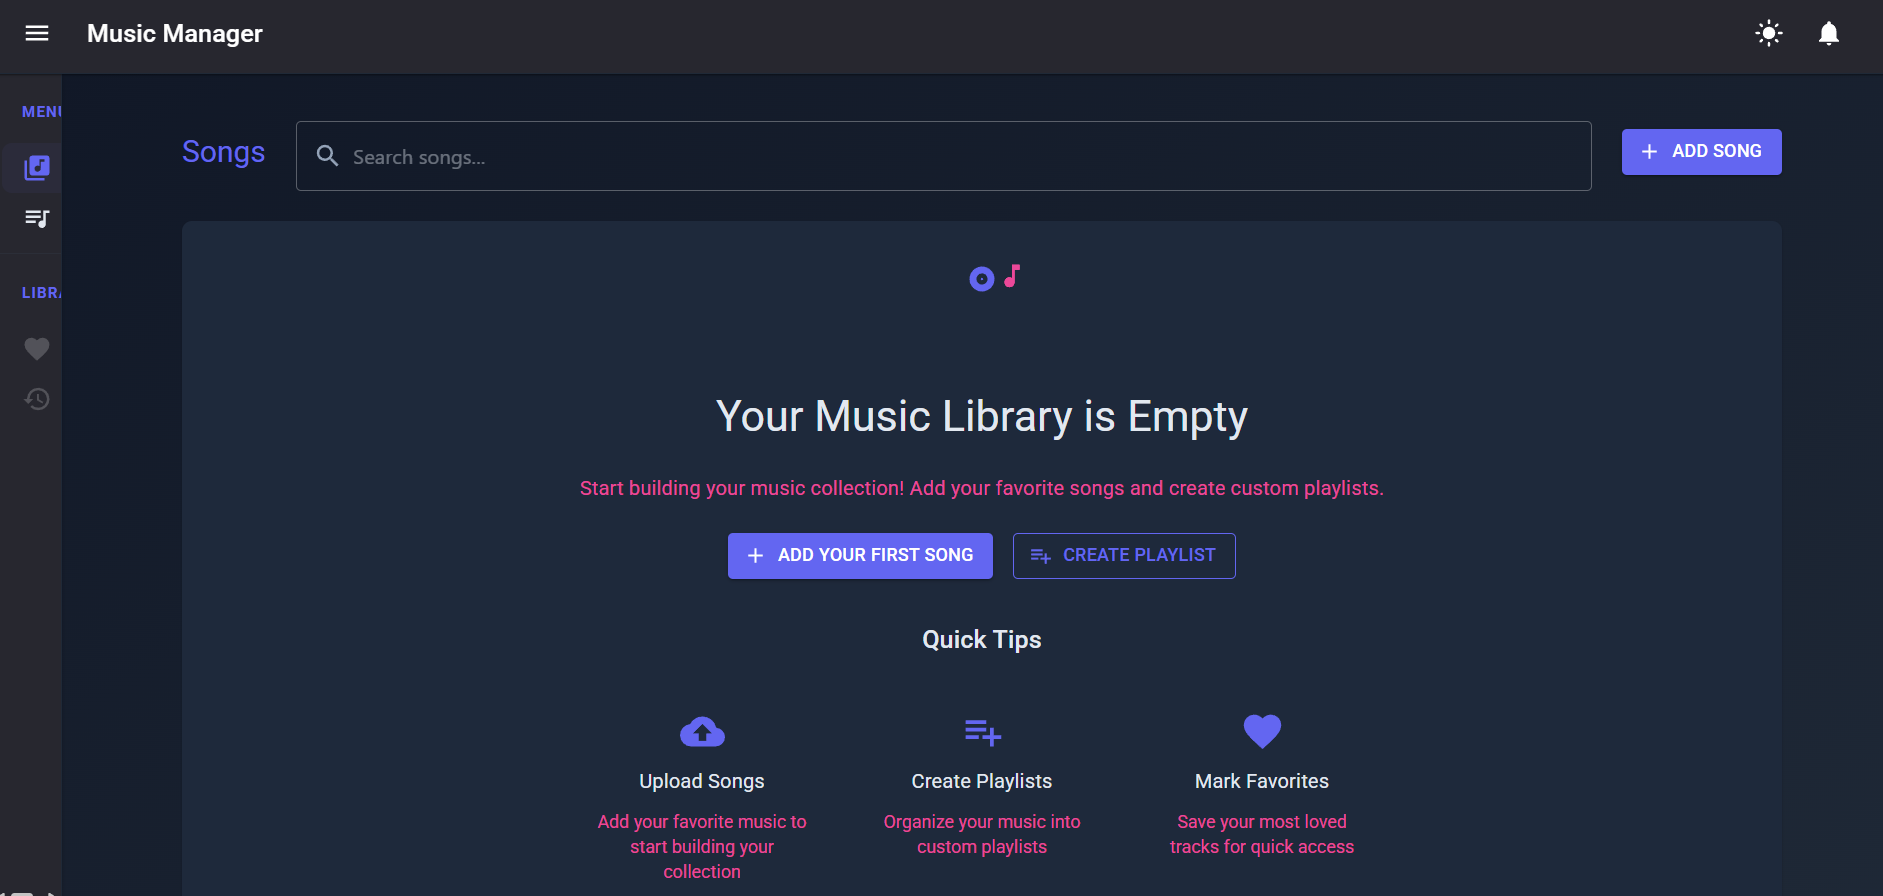 Music Manager
MENU
Songs
Search songs...
ADD SONG
LIBRA
Your Music Library is Empty
Start building your music collection! Add your favorite songs and create custom playlists.
ADD YOUR FIRST SONG
CREATE PLAYLIST
Quick Tips
Upload Songs
Add your favorite music to
start building your
collection
Create Playlists
Organize your music into
custom playlists
Mark Favorites
Save your most loved
tracks for quick access